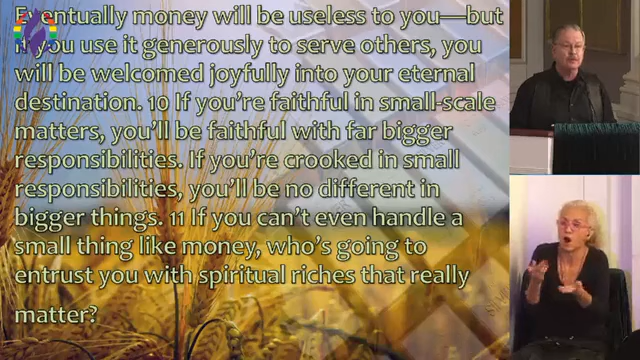 Eventually money will be useless to you—but
if you use it generously to serve others, you
will be welcomed joyfully into your eternal
destination. 10 If you're faithful in small-scale
matters, you'll be faithful with far bigger
responsibilities. If you're crooked in small
responsibilities, you'll be no different in
bigger things. 11 If you can't even handle a
small thing like money, who's going to
entrust you with spiritual riches that really
matter?